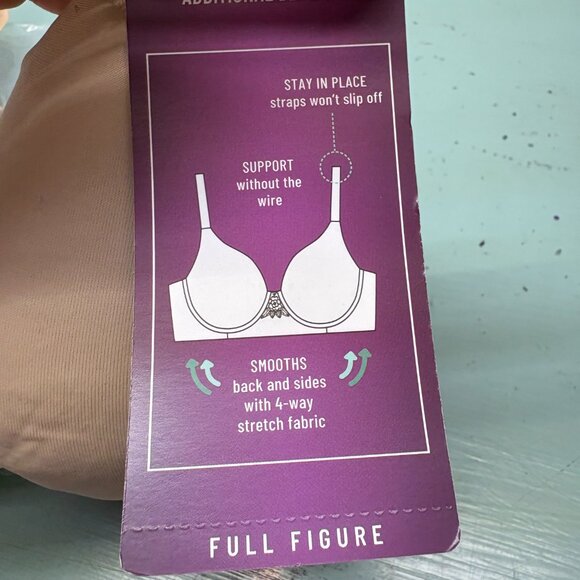 ADDITIONAL
STAY IN PLACE
straps won't slip off
SUPPORT
without the
wire
SMOOTHS
back and sides
with 4-way
stretch fabric
FULL FIGURE